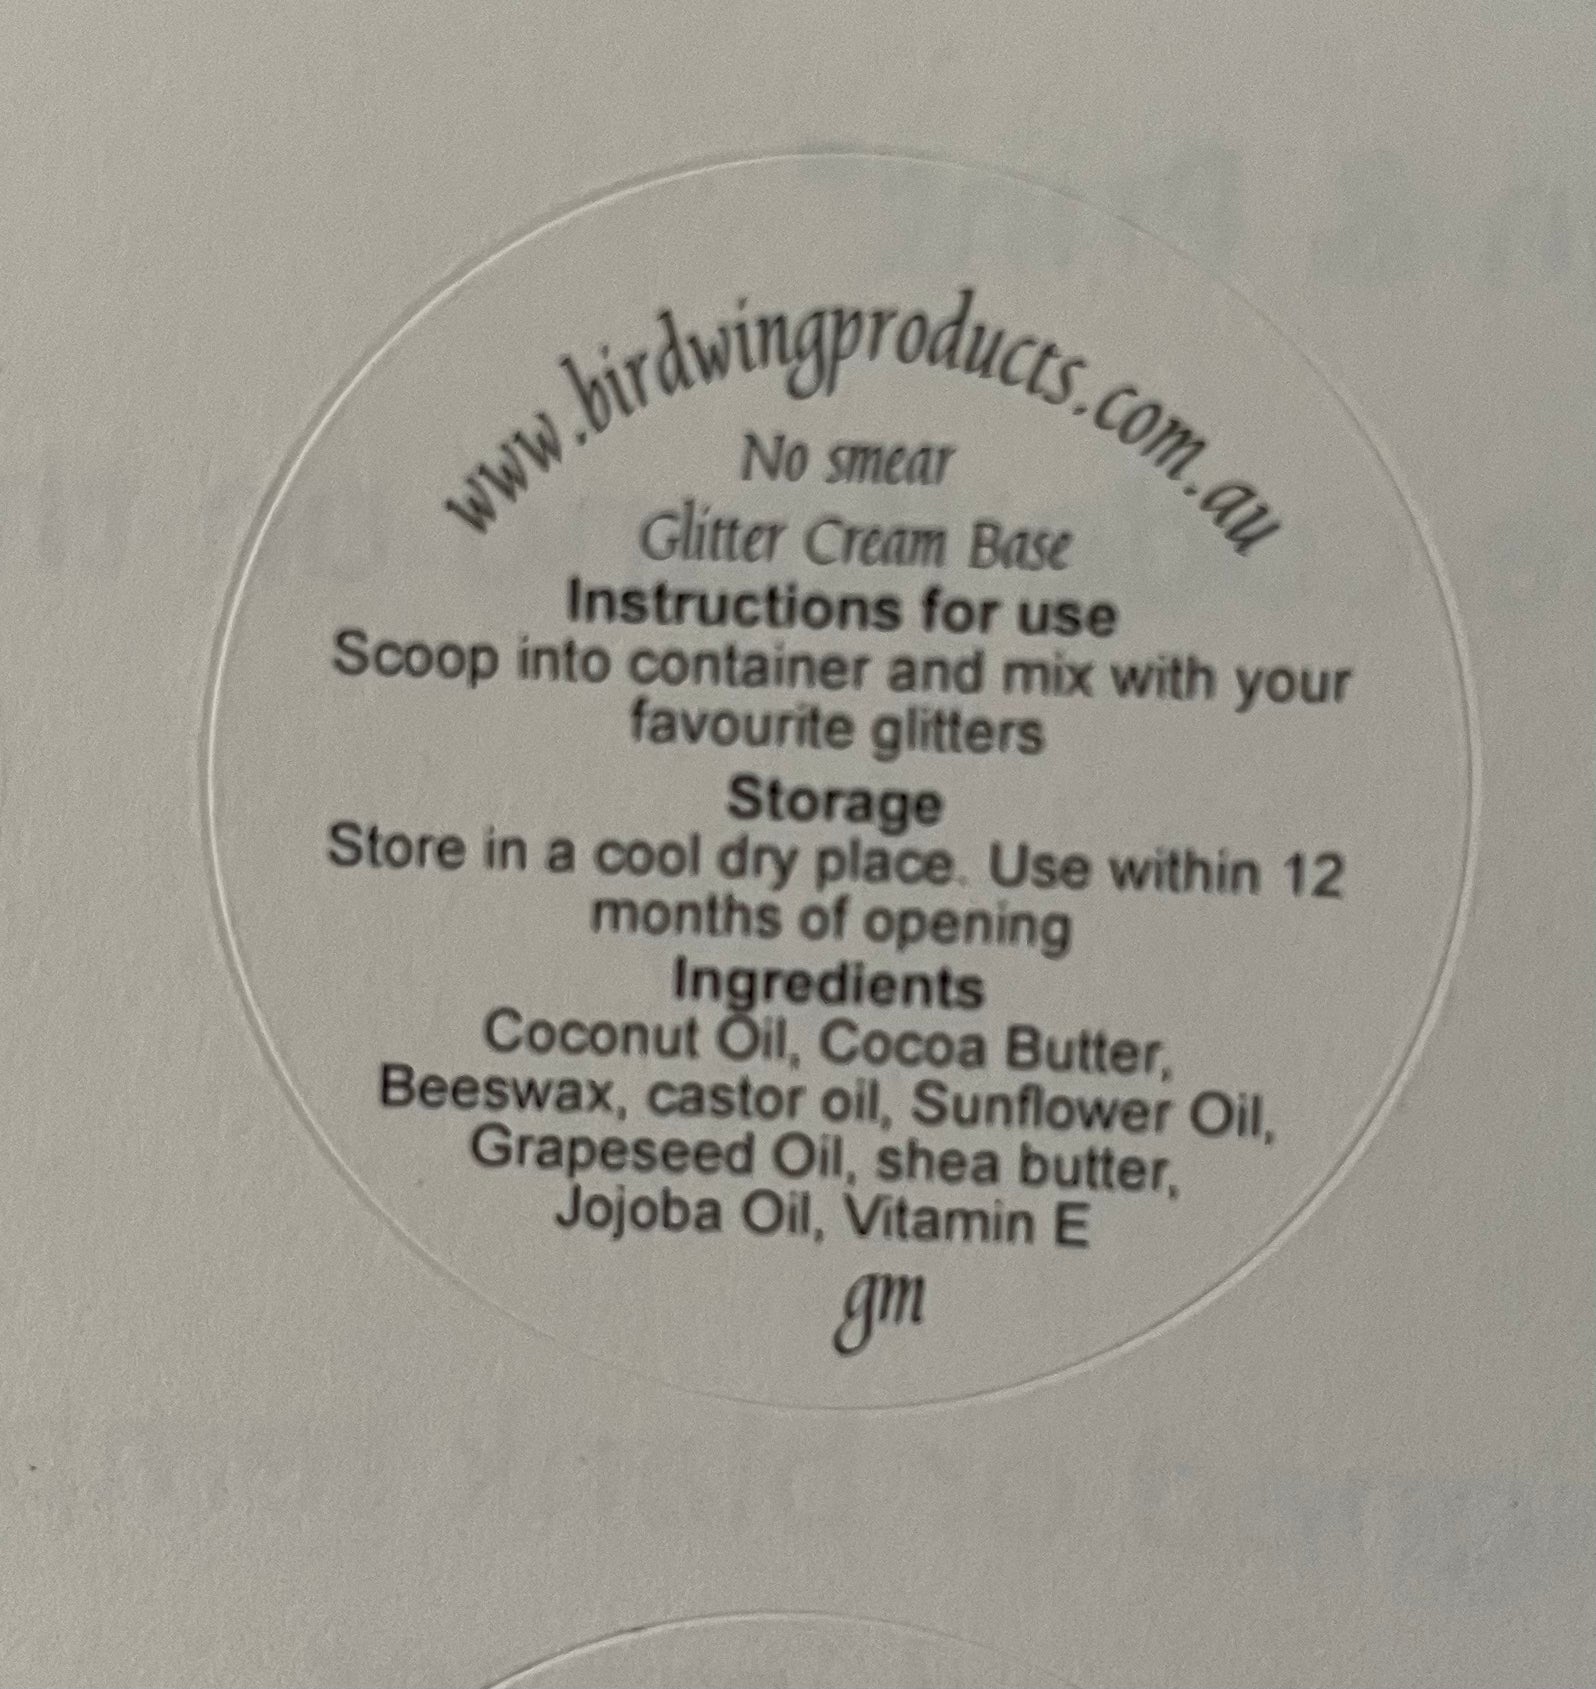 www.birdwingproducts.com.au
No smear
Glitter Cream Base
Instructions for use
Scoop into container and mix with your
favourite glitters
Storage
Store in a cool dry place. Use within 12
months of opening
Ingredients
Coconut Oil, Cocoa Butter,
Beeswax, castor oil, Sunflower Oil,
Grapeseed Oil, shea butter,
Jojoba Oil, Vitamin E
gm